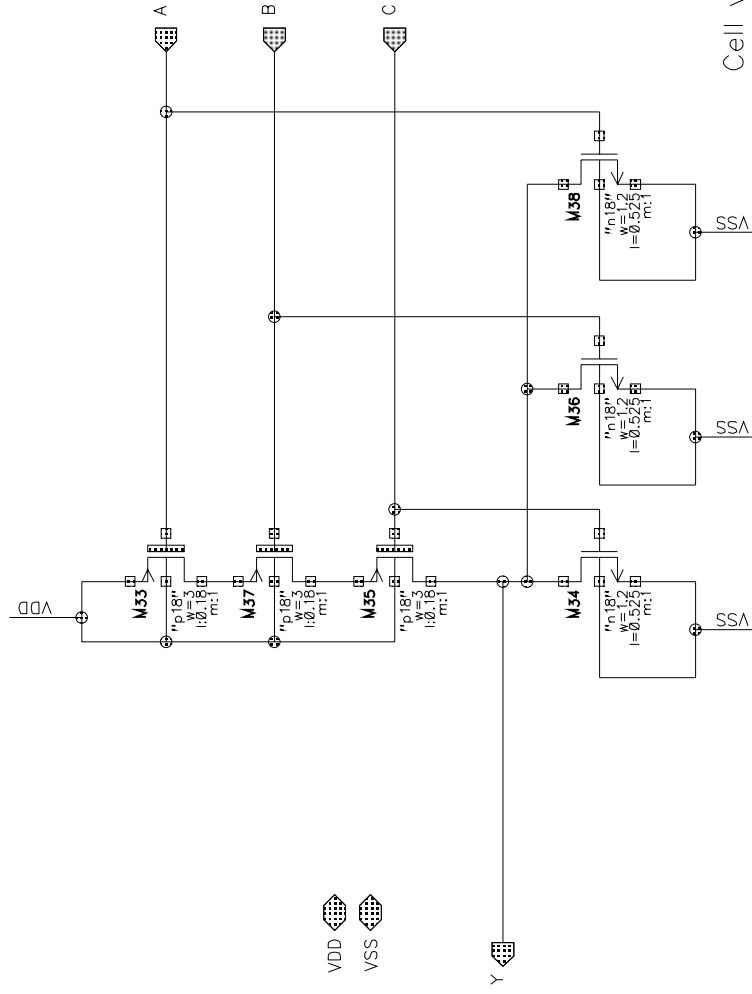 A
B
C
Cell V
VDD
M33
"p18"
w=3
l:0.18
m:1
M37
"p18"
w=3
l:0.18
m:1
M35
"p18"
w=3
l:0.18
m:1
M34
"n18"
w=1.2
l=0.525
m:1
VSS
M36
"n18"
w=1.2
l=0.525
m:1
VSS
M38
"n18"
w=1.2
l=0.525
m:1
VSS
VDD
VSS
Y